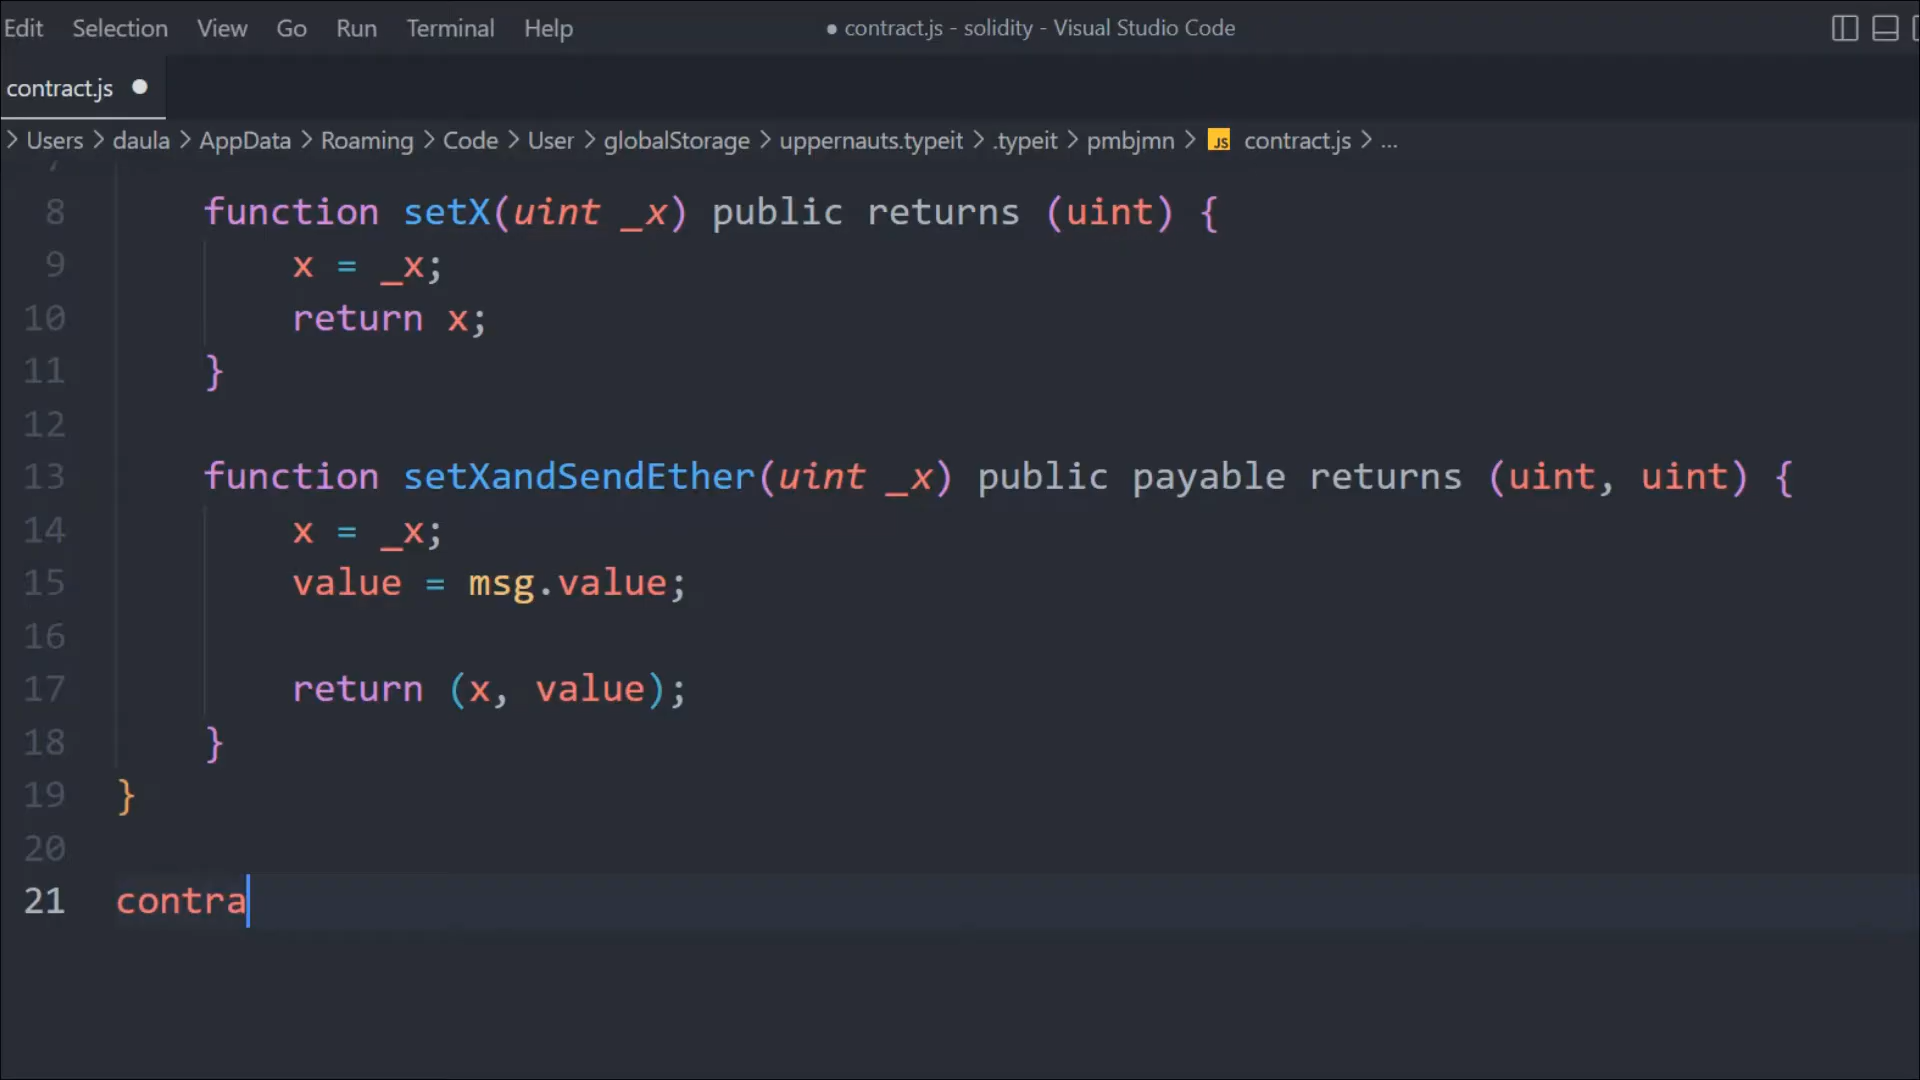 Edit Selection View Go Run Terminal Help ● contract.js - solidity - Visual Studio Code
contract.js
> Users > daula > AppData > Roaming > Code > User > globalStorage > uppernauts.typeit > .typeit > pmbjmn > JS contract.js > ...
8 function setX(uint _x) public returns (uint) {
9 x = _x;
10 return x;
11 }
12
13 function setXandSendEther(uint _x) public payable returns (uint, uint) {
14 x = _x;
15 value = msg.value;
16
17 return (x, value);
18 }
19 }
20
21 contra